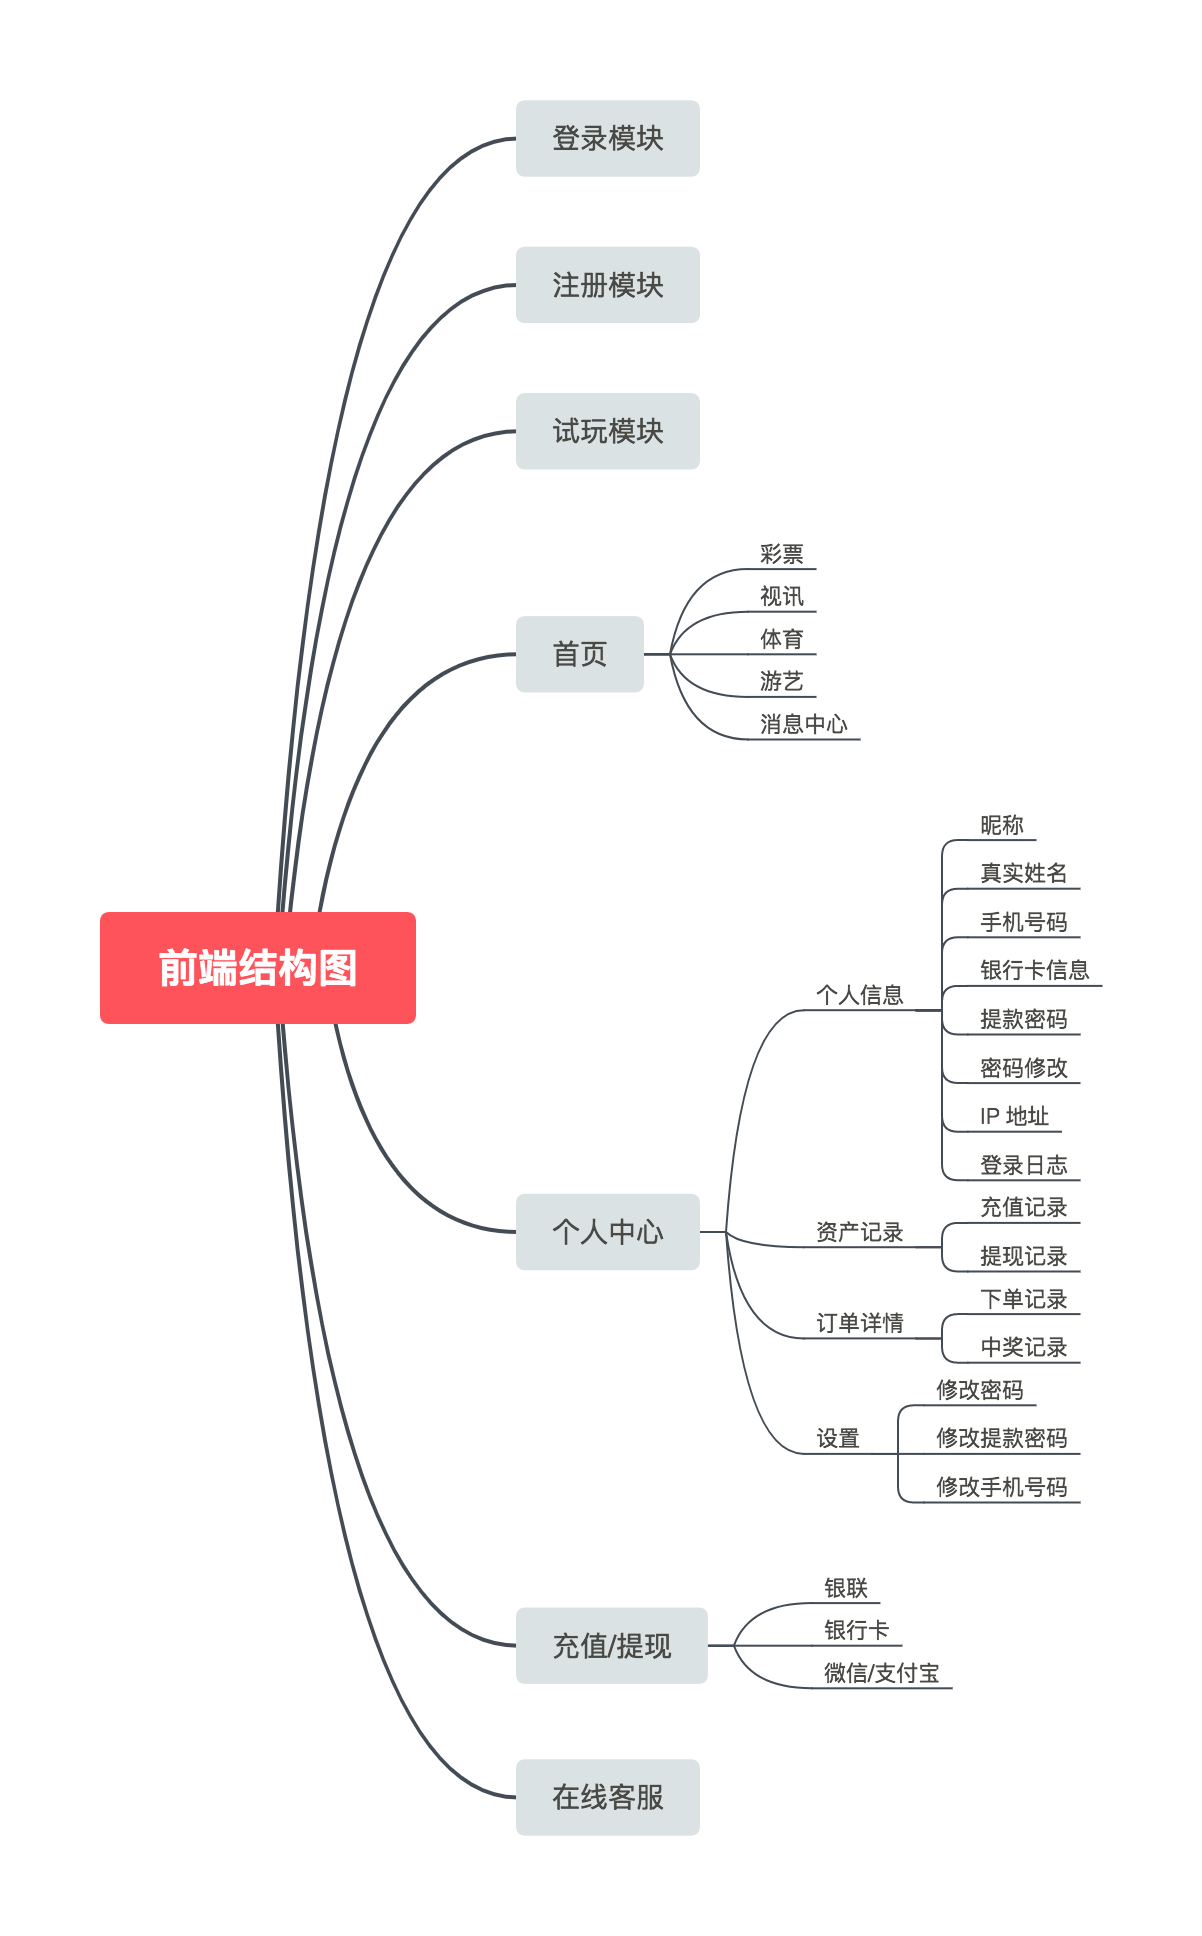 前端结构图
登录模块
注册模块
试玩模块
首页
彩票
视讯
体育
游艺
消息中心
个人中心
个人信息
昵称
真实姓名
手机号码
银行卡信息
提款密码
密码修改
IP 地址
登录日志
资产记录
充值记录
提现记录
订单详情
下单记录
中奖记录
设置
修改密码
修改提款密码
修改手机号码
充值/提现
银联
银行卡
微信/支付宝
在线客服